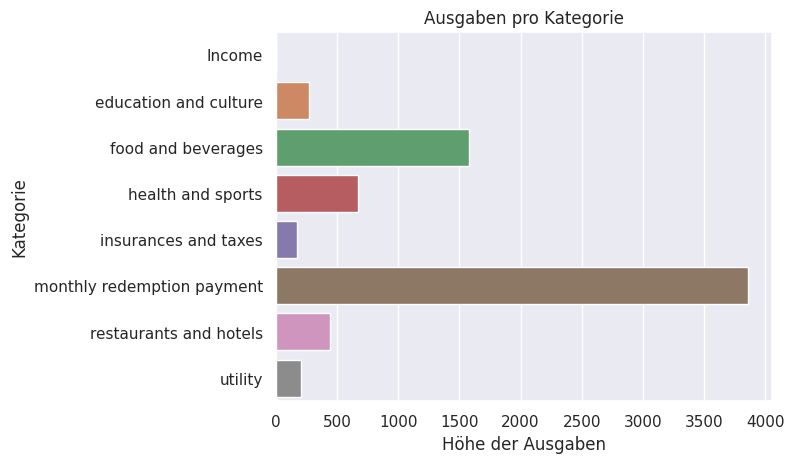 Ausgaben pro Kategorie
Kategorie
Income
education and culture
food and beverages
health and sports
insurances and taxes
monthly redemption payment
restaurants and hotels
utility
0 500 1000 1500 2000 2500 3000 3500 4000
Höhe der Ausgaben